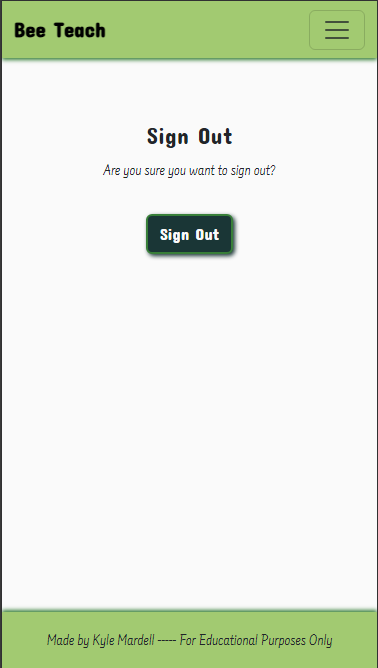 Bee Teach
Sign Out
Are you sure you want to sign out?
Sign Out
Made by Kyle Mardell ----- For Educational Purposes Only